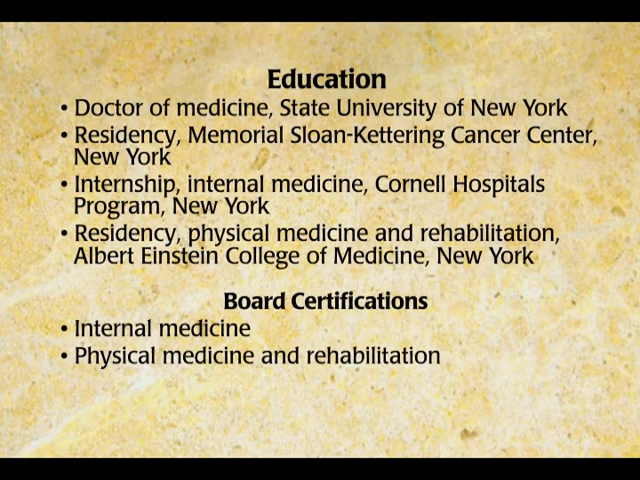 Education
• Doctor of medicine, State University of New York
• Residency, Memorial Sloan-Kettering Cancer Center,
New York
• Internship, internal medicine, Cornell Hospitals
Program, New York
• Residency, physical medicine and rehabilitation,
Albert Einstein College of Medicine, New York
Board Certifications
• Internal medicine
• Physical medicine and rehabilitation